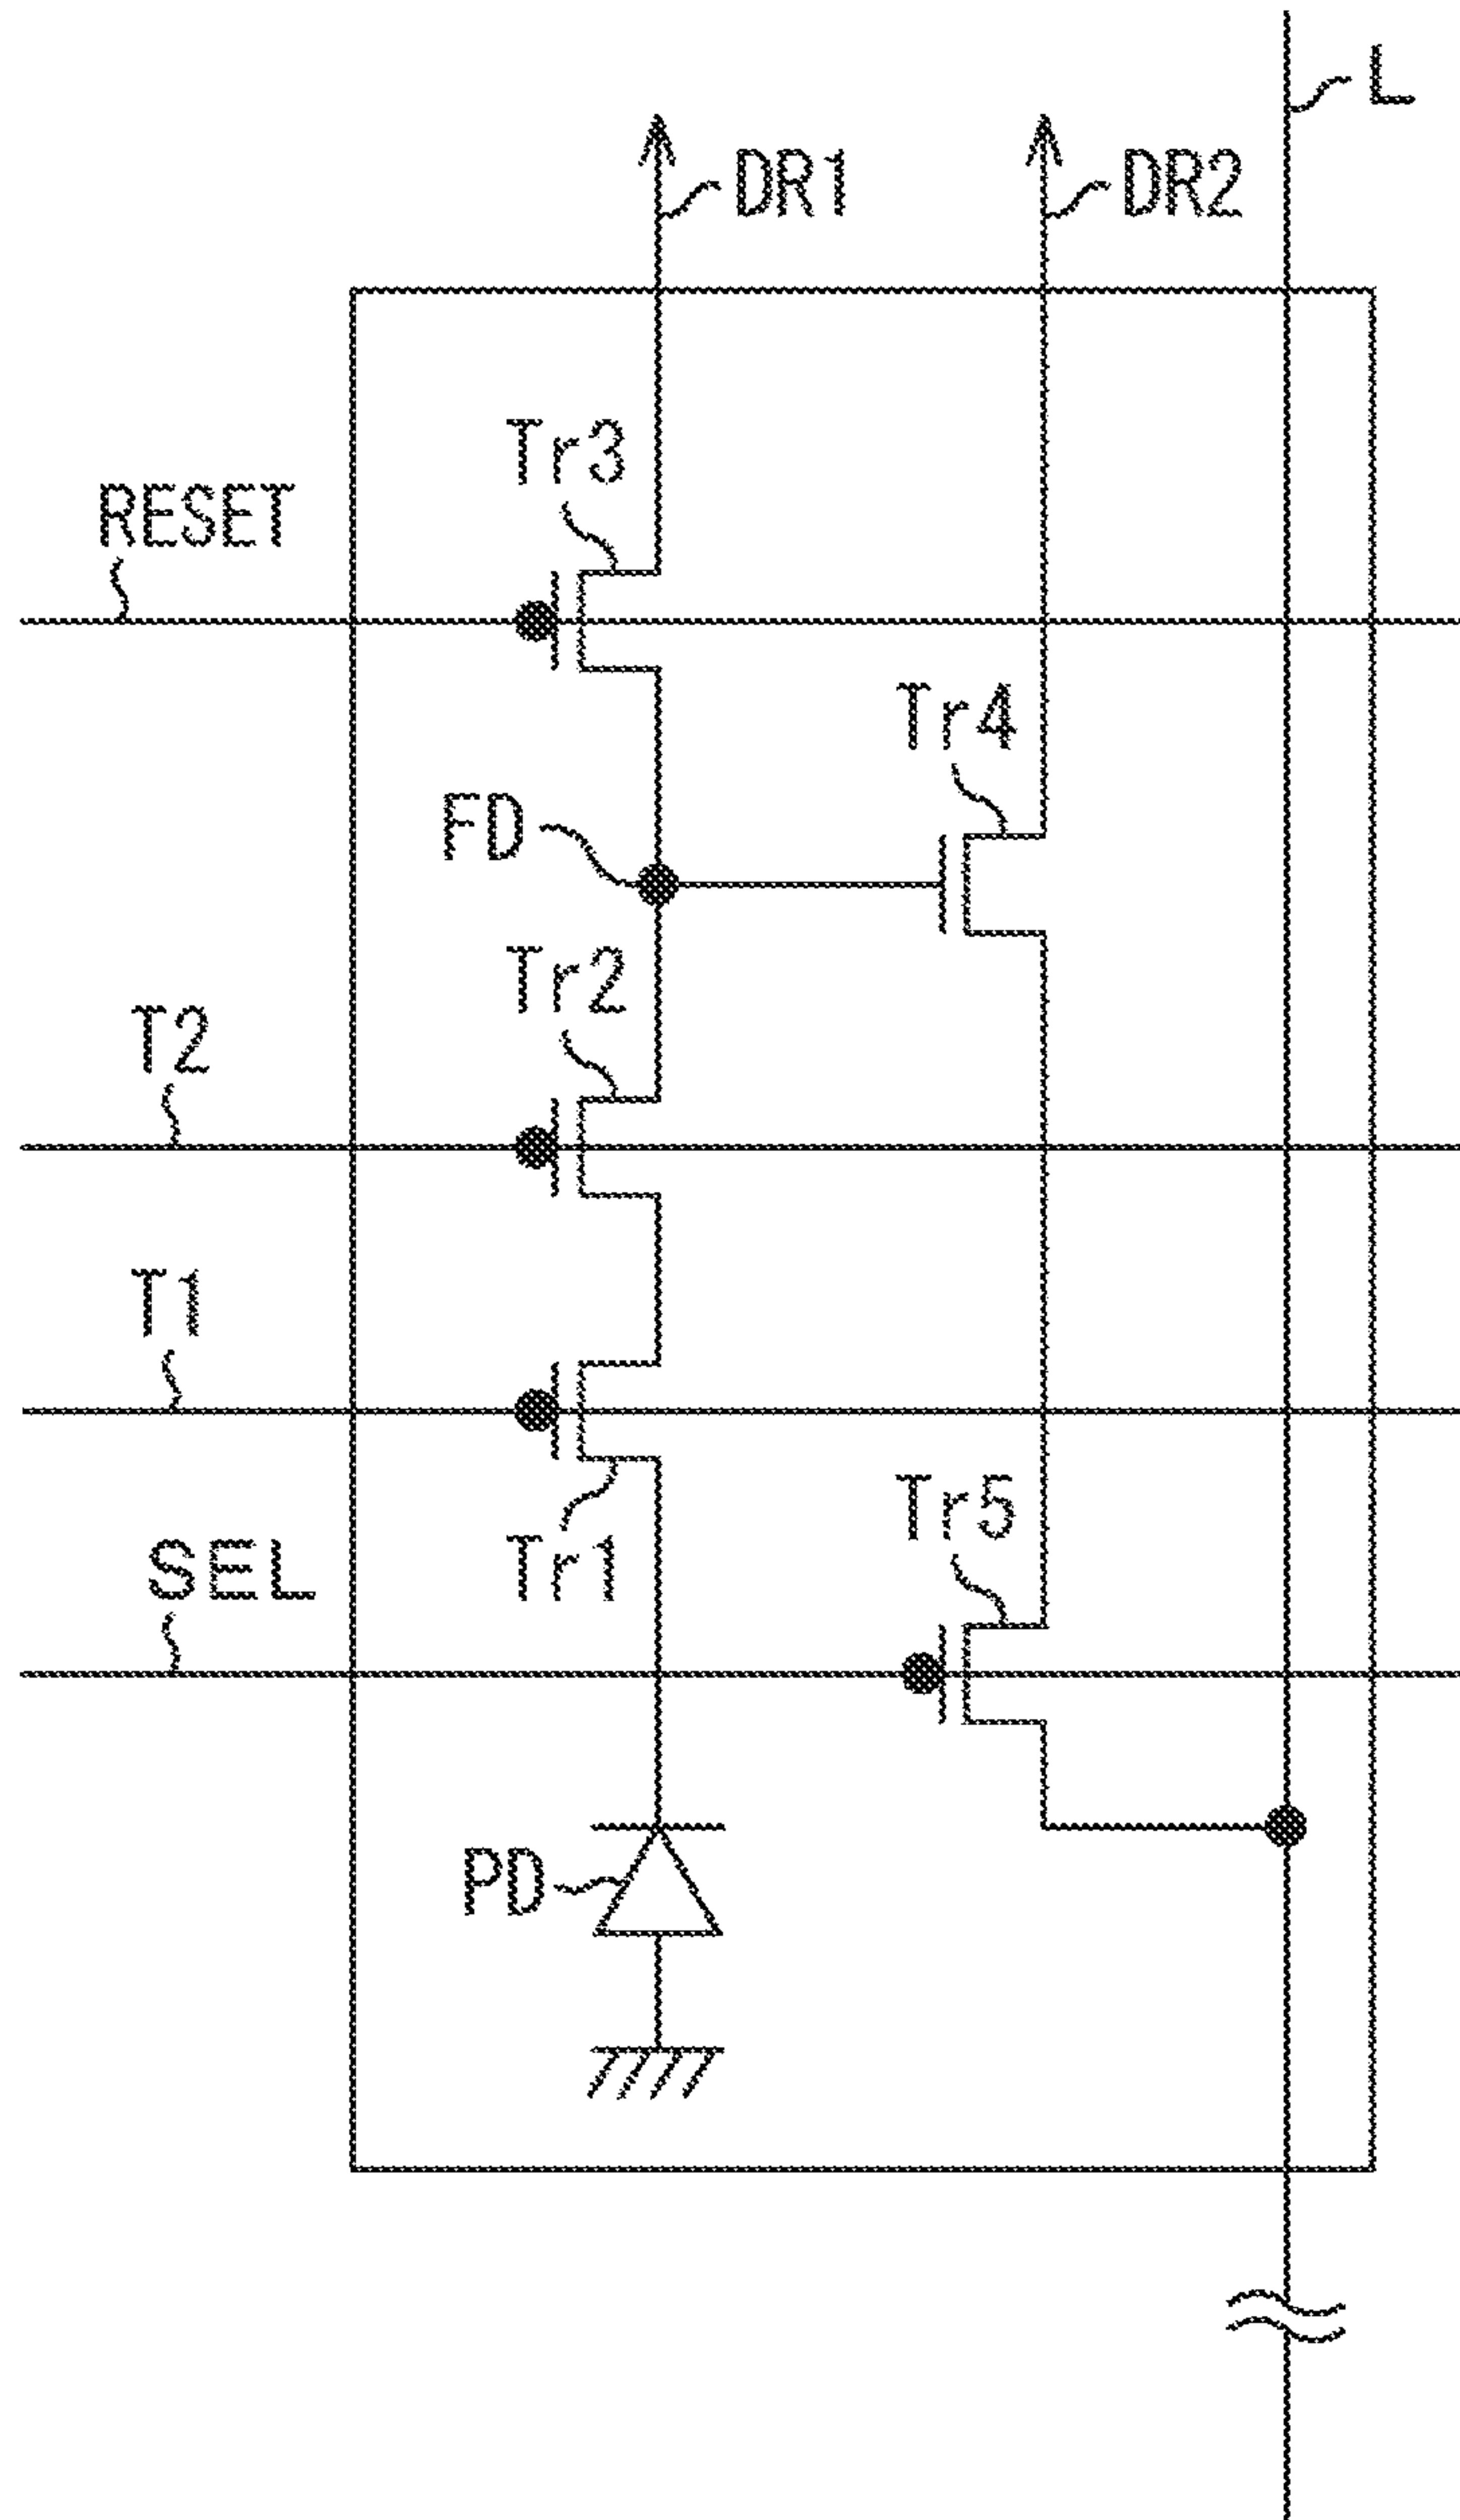 L
DR1
DR2
Tr3
RESET
Tr4
FD
Tr2
T2
T1
Tr5
SEL
Tr1
PD